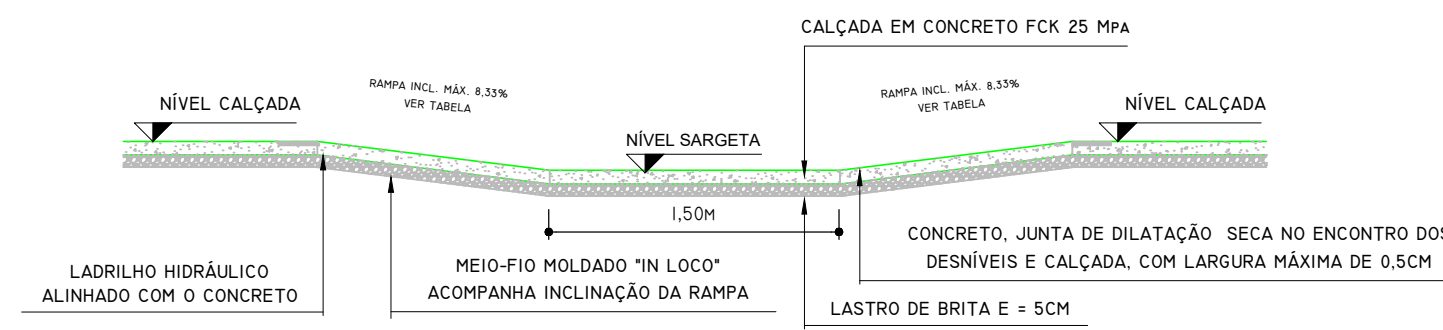 CALÇADA EM CONCRETO FCK 25 MPA
RAMPA INCL. MÁX. 8,33%
VER TABELA
RAMPA INCL. MÁX. 8,33%
VER TABELA
NÍVEL CALÇADA
NÍVEL SARGETA
NÍVEL CALÇADA
1,50M
LADRILHO HIDRÁULICO
ALINHADO COM O CONCRETO
MEIO-FIO MOLDADO "IN LOCO"
ACOMPANHA INCLINAÇÃO DA RAMPA
CONCRETO, JUNTA DE DILATAÇÃO SECA NO ENCONTRO DOS
DESNÍVEIS E CALÇADA, COM LARGURA MÁXIMA DE 0,5CM
LASTRO DE BRITA E = 5CM